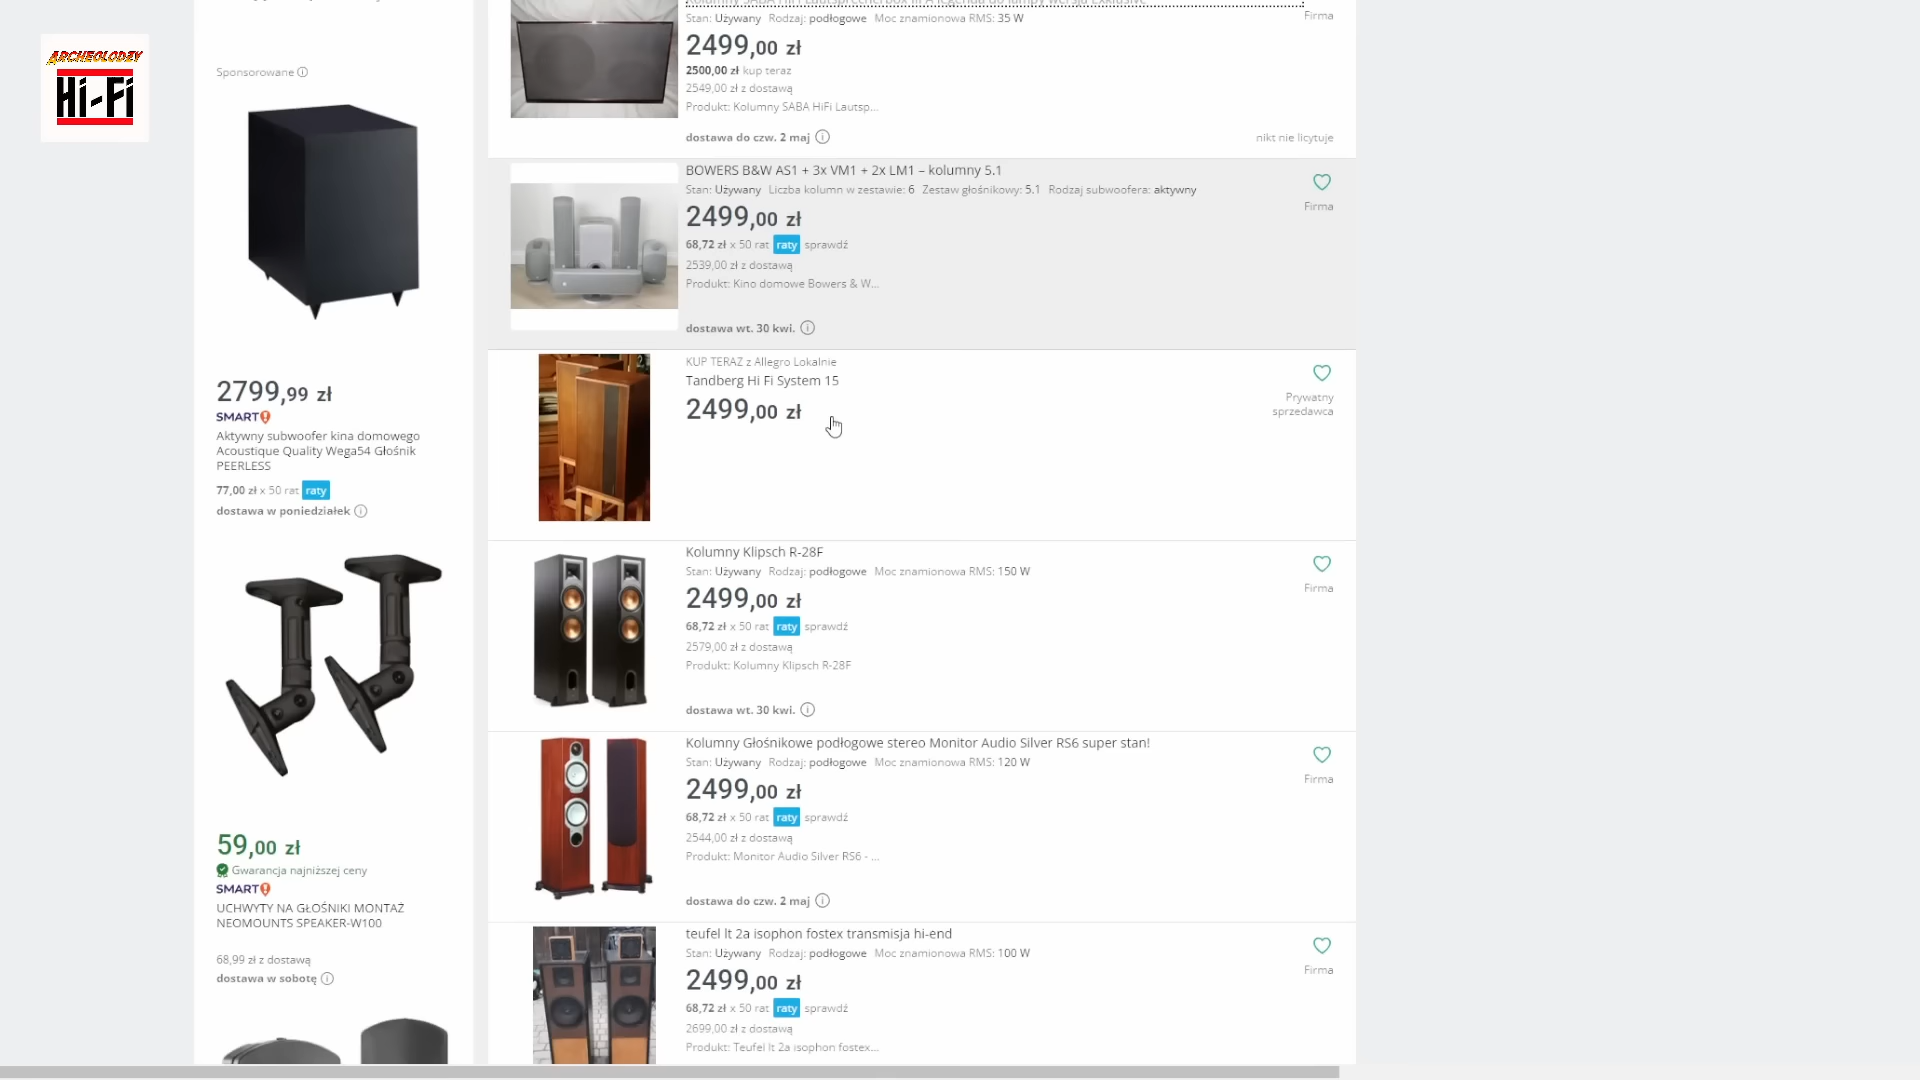 ARCHEOLODZY
Hi-Fi
Sponsorowane
2799,99 zł
SMART!
Aktywny subwoofer kina domowego
Acoustique Quality Wega54 Głośnik
PEERLESS
77,00 zł x 50 rat raty
dostawa w poniedziałek
59,00 zł
Gwarancja najniższej ceny
SMART!
UCHWYTY NA GŁOŚNIKI MONTAŻ
NEOMOUNTS SPEAKER-W100
68,99 zł z dostawą
dostawa w sobotę
Stan: Używany Rodzaj: podłogowe Moc znamionowa RMS: 35 W
Firma
2499,00 zł
2500,00 zł kup teraz
2549,00 zł z dostawą
Produkt: Kolumny SABA HiFi Lautsp...
dostawa do czw. 2 maj
nikt nie licytuje
BOWERS B&W AS1 + 3x VM1 + 2x LM1 – kolumny 5.1
Stan: Używany Liczba kolumn w zestawie: 6 Zestaw głośnikowy: 5.1 Rodzaj subwoofera: aktywny
Firma
2499,00 zł
68,72 zł x 50 rat raty sprawdź
2539,00 zł z dostawą
Produkt: Kino domowe Bowers & W...
dostawa wt. 30 kwi.
KUP TERAZ z Allegro Lokalnie
Tandberg Hi Fi System 15
2499,00 zł
Prywatny
sprzedawca
Kolumny Klipsch R-28F
Stan: Używany Rodzaj: podłogowe Moc znamionowa RMS: 150 W
Firma
2499,00 zł
68,72 zł x 50 rat raty sprawdź
2579,00 zł z dostawą
Produkt: Kolumny Klipsch R-28F
dostawa wt. 30 kwi.
Kolumny Głośnikowe podłogowe stereo Monitor Audio Silver RS6 super stan!
Stan: Używany Rodzaj: podłogowe Moc znamionowa RMS: 120 W
Firma
2499,00 zł
68,72 zł x 50 rat raty sprawdź
2544,00 zł z dostawą
Produkt: Monitor Audio Silver RS6 - ...
dostawa do czw. 2 maj
teufel lt 2a isophon fostex transmisja hi-end
Stan: Używany Rodzaj: podłogowe Moc znamionowa RMS: 100 W
Firma
2499,00 zł
68,72 zł x 50 rat raty sprawdź
2699,00 zł z dostawą
Produkt: Teufel lt 2a isophon fostex...